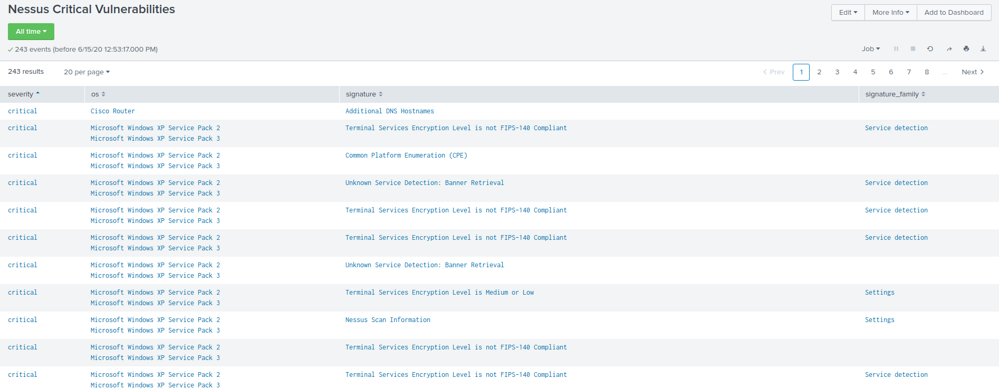 Nessus Critical Vulnerabilities
Edit More Info Add to Dashboard
All time
243 events (before 6/15/20 12:53:17.000 PM)
Job
243 results 20 per page Prev 1 2 3 4 5 6 7 8 ... Next
severity os signature signature_family
critical Cisco Router Additional DNS Hostnames
critical Microsoft Windows XP Service Pack 2 Terminal Services Encryption Level is not FIPS-140 Compliant Service detection
Microsoft Windows XP Service Pack 3
critical Microsoft Windows XP Service Pack 2 Common Platform Enumeration (CPE)
Microsoft Windows XP Service Pack 3
critical Microsoft Windows XP Service Pack 2 Unknown Service Detection: Banner Retrieval Service detection
Microsoft Windows XP Service Pack 3
critical Microsoft Windows XP Service Pack 2 Terminal Services Encryption Level is not FIPS-140 Compliant Service detection
Microsoft Windows XP Service Pack 3
critical Microsoft Windows XP Service Pack 2 Terminal Services Encryption Level is not FIPS-140 Compliant Service detection
Microsoft Windows XP Service Pack 3
critical Microsoft Windows XP Service Pack 2 Unknown Service Detection: Banner Retrieval
Microsoft Windows XP Service Pack 3
critical Microsoft Windows XP Service Pack 2 Terminal Services Encryption Level is Medium or Low Settings
Microsoft Windows XP Service Pack 3
critical Microsoft Windows XP Service Pack 2 Nessus Scan Information Settings
Microsoft Windows XP Service Pack 3
critical Microsoft Windows XP Service Pack 2 Terminal Services Encryption Level is not FIPS-140 Compliant
Microsoft Windows XP Service Pack 3
critical Microsoft Windows XP Service Pack 2 Terminal Services Encryption Level is not FIPS-140 Compliant Service detection
Microsoft Windows XP Service Pack 3